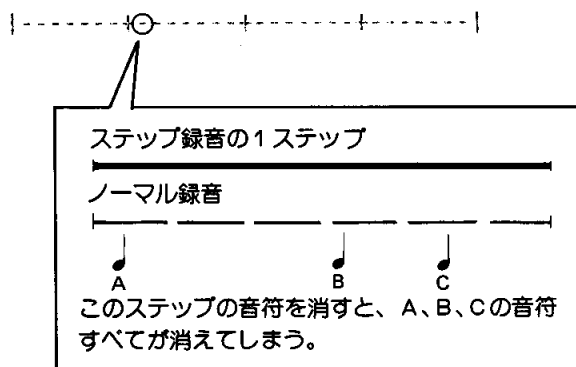 ステップ録音の1ステップ
ノーマル録音
A B C
このステップの音符を消すと、A、B、Cの音符
すべてが消えてしまう。